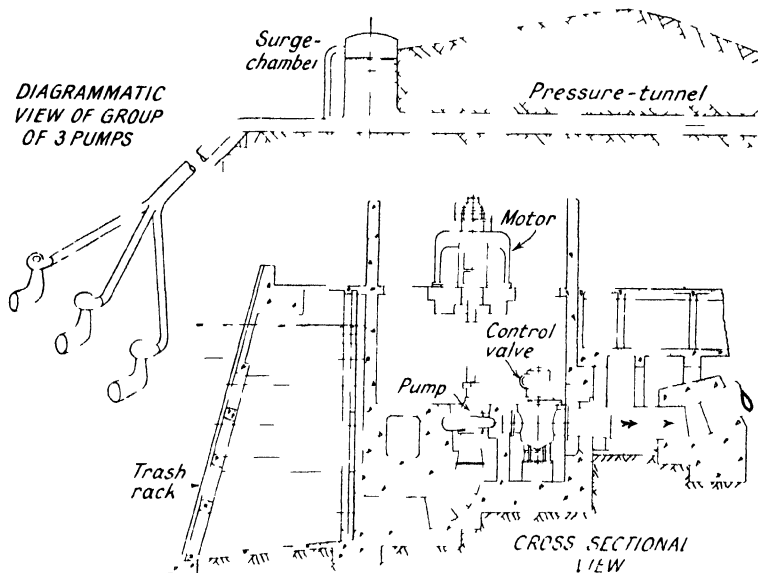 Surge-
chamber
DIAGRAMMATIC
VIEW OF GROUP
OF 3 PUMPS
Pressure-tunnel
Motor
Control
valve
Pump
Trash
rack
CROSS SECTIONAL
VIEW